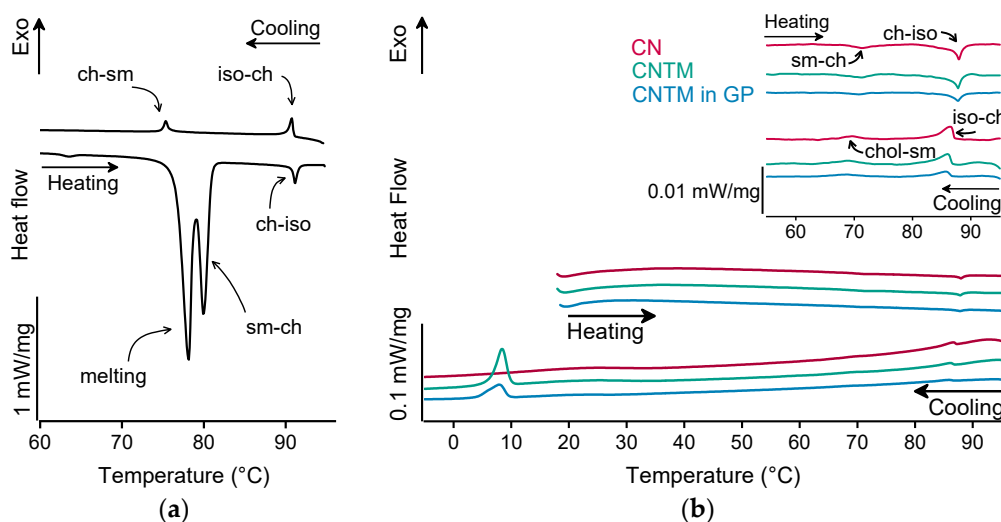 (a)
Exo
Cooling
ch-sm
iso-ch
Heating
ch-iso
Heat flow
sm-ch
melting
1 mW/mg
60 70 80 90
Temperature (°C)
(a)
(b)
Exo
CN
CNTM
CNTM in GP
Heating
ch-iso
sm-ch
iso-ch
chol-sm
0.01 mW/mg
Cooling
60 70 80 90
Heat Flow
Heating
0.1 mW/mg
Cooling
0 10 20 30 40 50 60 70 80 90
Temperature (°C)
(b)